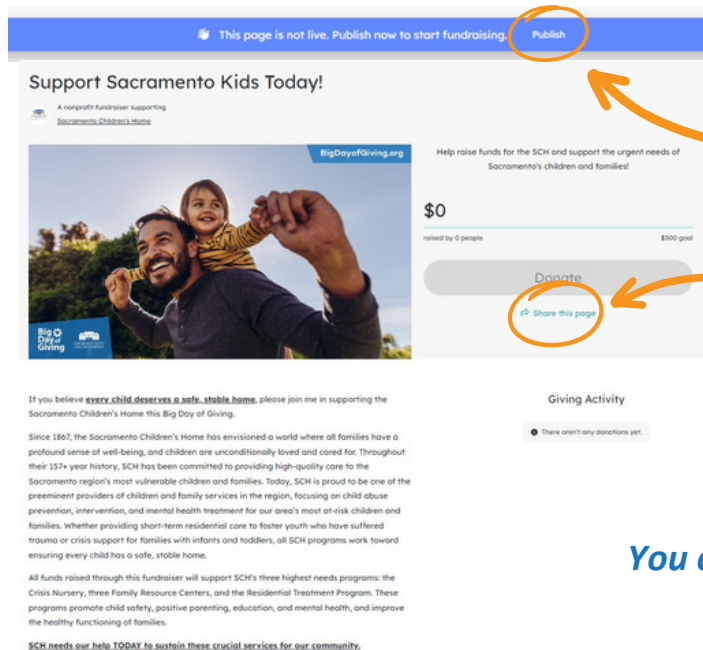 This page is not live. Publish now to start fundraising. Publish
Support Sacramento Kids Today!
A nonprofit fundraiser supporting
Sacramento Children's Home
BigDayofGiving.org
Big
Day of
Giving
Help raise funds for the SCH and support the urgent needs of
Sacramento's children and families!
$0
raised by 0 people $500 goal
Donate
Share this page
If you believe every child deserves a safe, stable home, please join me in supporting the
Sacramento Children's Home this Big Day of Giving.
Since 1867, the Sacramento Children's Home has envisioned a world where all families have a
profound sense of well-being, and children are unconditionally loved and cared for. Throughout
their 157+ year history, SCH has been committed to providing high-quality care to the
Sacramento region's most vulnerable children and families. Today, SCH is proud to be one of the
preeminent providers of children and family services in the region, focusing on child abuse
prevention, intervention, and mental health treatment for our area's most at-risk children and
families. Whether providing short-term residential care to foster youth who have suffered
trauma or crisis support for families with infants and toddlers, all SCH programs work toward
ensuring every child has a safe, stable home.
All funds raised through this fundraiser will support SCH's three highest needs programs: the
Crisis Nursery, three Family Resource Centers, and the Residential Treatment Program. These
programs promote child safety, positive parenting, education, and mental health, and improve
the healthy functioning of families.
SCH needs our help TODAY to sustain these crucial services for our community.
Giving Activity
There aren't any donations yet.
You